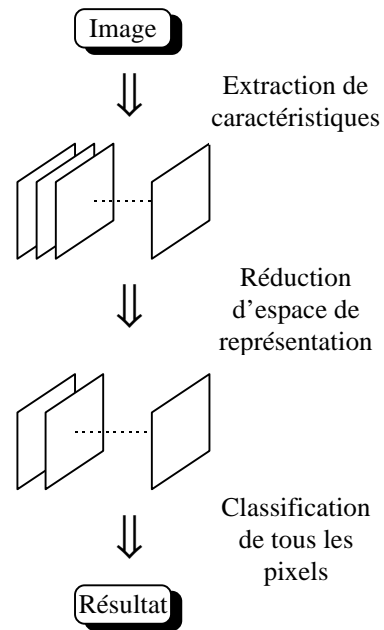 Image
Extraction de
caractéristiques
Réduction
d'espace de
représentation
Classification
de tous les
pixels
Résultat